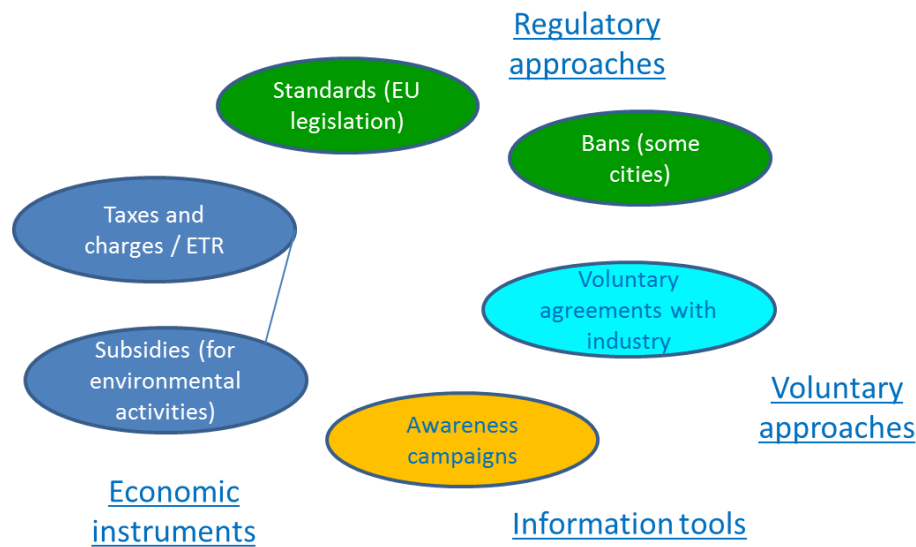 Regulatory
approaches
Standards (EU
legislation)
Bans (some
cities)
Taxes and
charges / ETR
Voluntary
agreements with
industry
Subsidies (for
environmental
activities)
Voluntary
approaches
Awareness
campaigns
Economic
instruments
Information tools